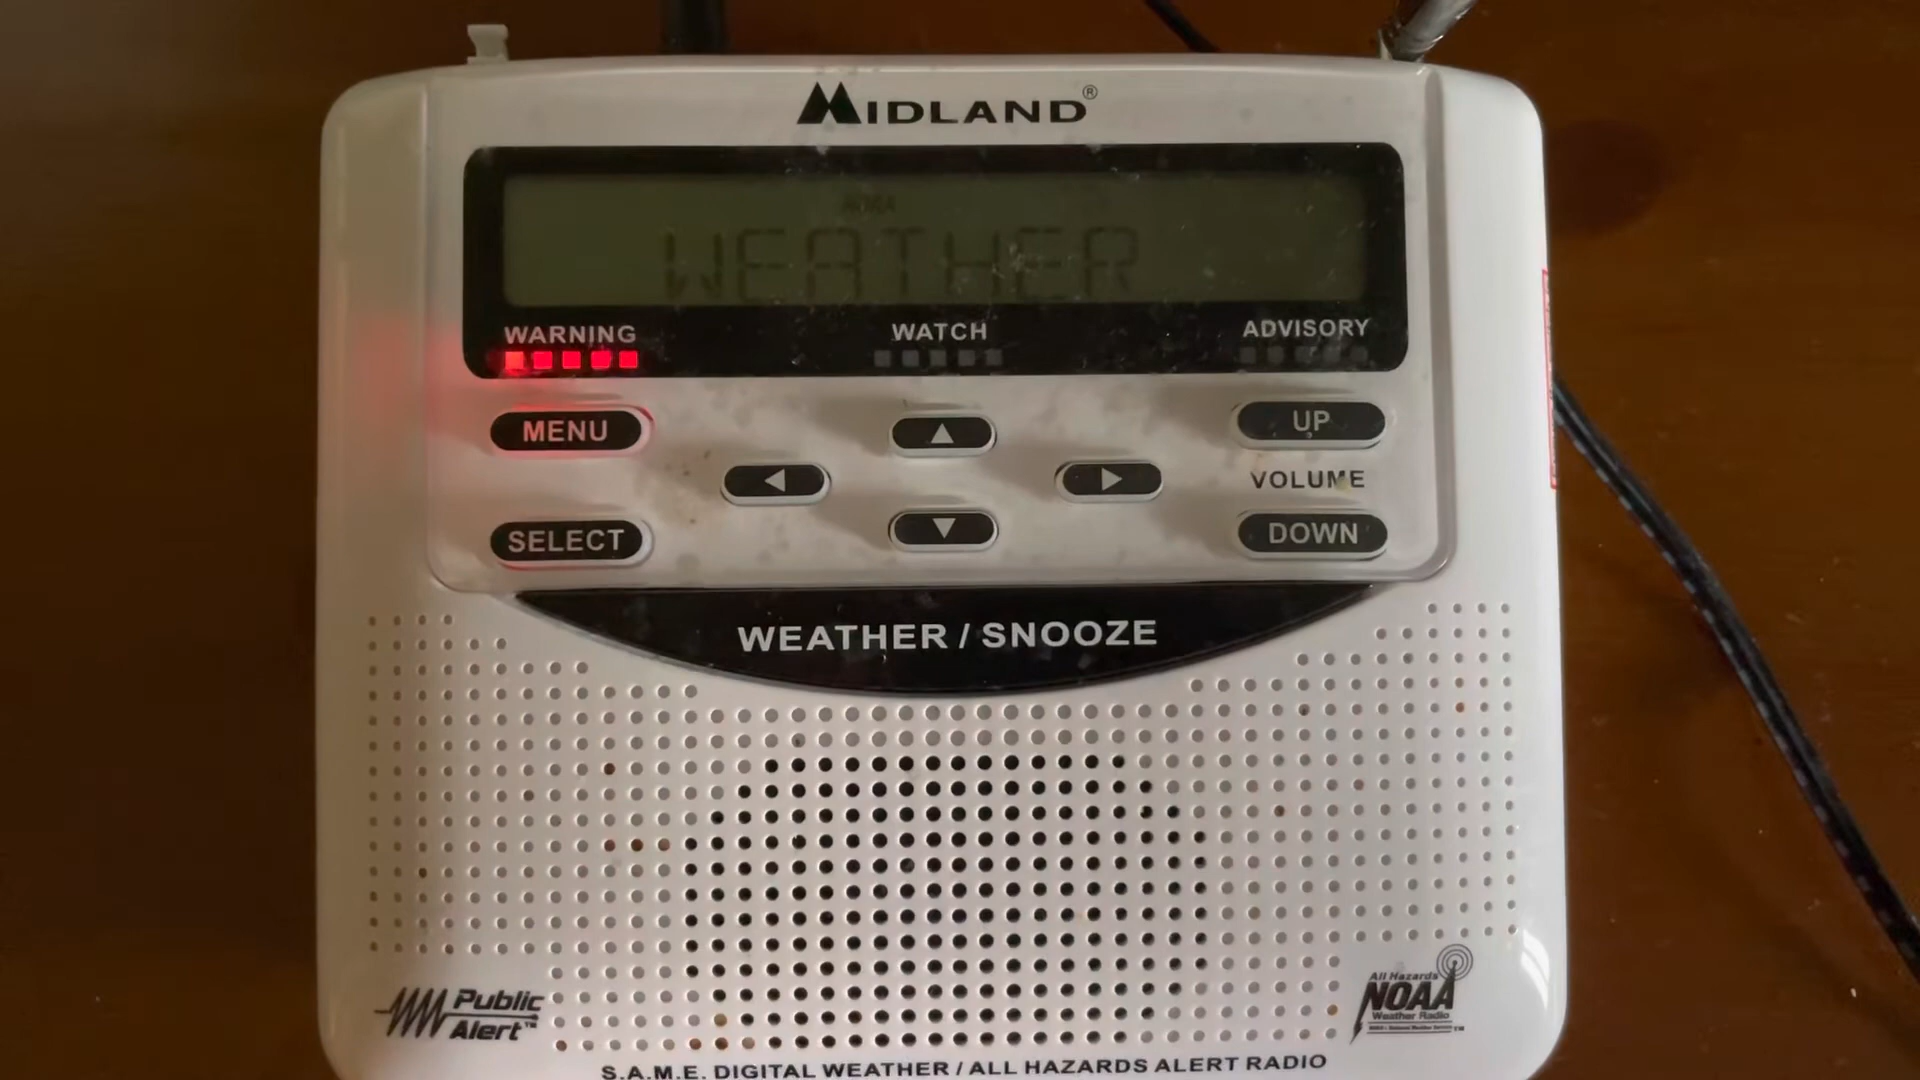 MIDLAND®
WEATHER
WARNING WATCH ADVISORY
MENU UP
VOLUME
SELECT DOWN
WEATHER / SNOOZE
Public Alert™
All Hazards
NOAA
Weather Radio
S.A.M.E. DIGITAL WEATHER / ALL HAZARDS ALERT RADIO